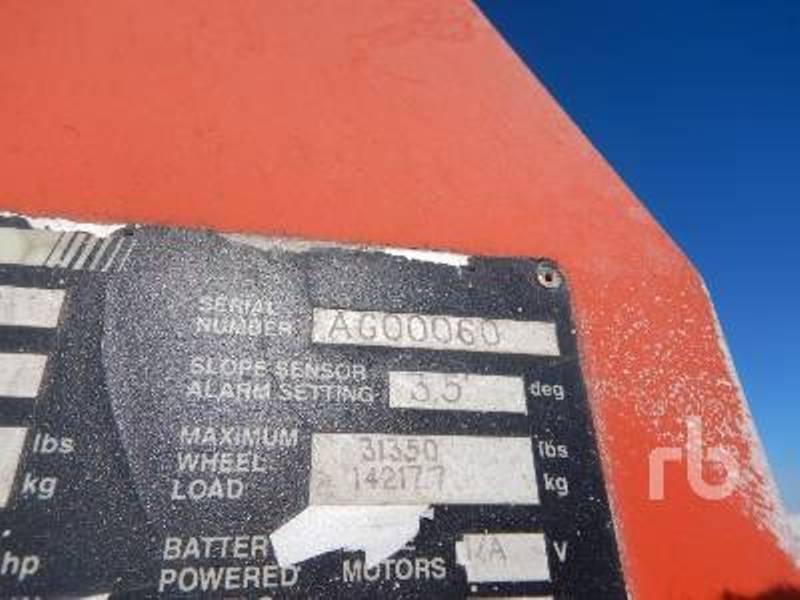 SERIAL
NUMBER AG00060
SLOPE SENSOR
ALARM SETTING 3.5 deg
lbs
kg
MAXIMUM
WHEEL
LOAD
31350 lbs
14217.7 kg
rb
hp
BATTER
POWERED
MOTORS
V